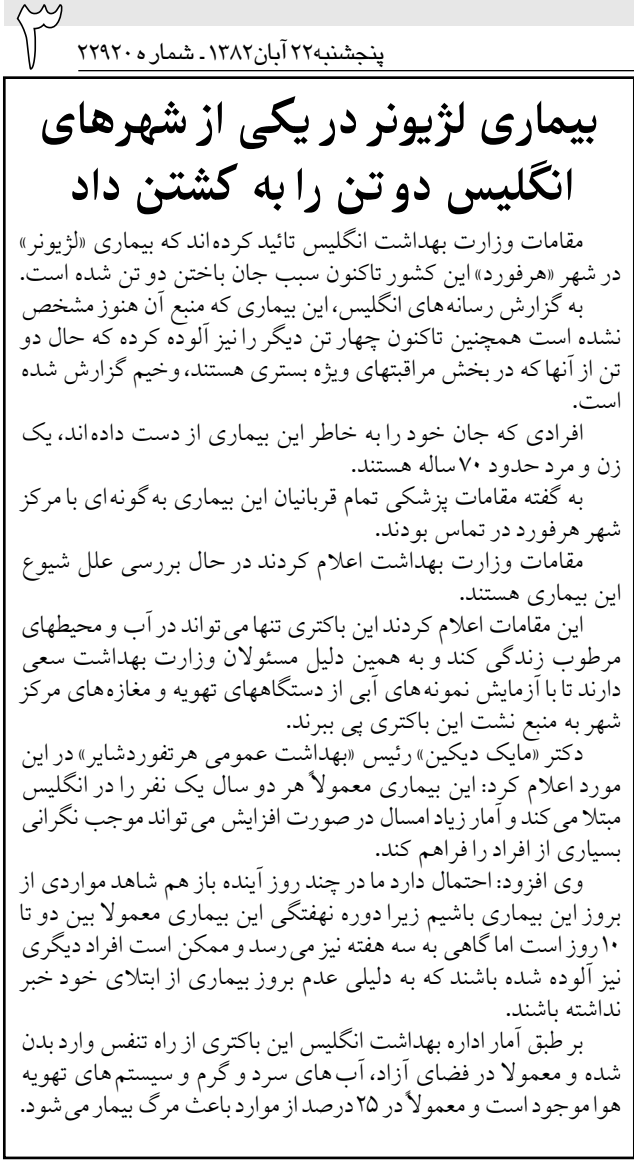 ۳
پنجشنبه۲۲ آبان۱۳۸۲ ـ شماره ۲۲۹۲۰
بیماری لژیونر در یکی از شهرهای
انگلیس دو تن را به کشتن داد
مقامات وزارت بهداشت انگلیس تائید کرده‌اند که بیماری «لژیونر»
در شهر «هرفورد» این کشور تاکنون سبب جان باختن دو تن شده است.
به گزارش رسانه‌های انگلیس، این بیماری که منبع آن هنوز مشخص
نشده است همچنین تاکنون چهار تن دیگر را نیز آلوده کرده که حال دو
تن از آنها که در بخش مراقبتهای ویژه بستری هستند، وخیم گزارش شده
است.
افرادی که جان خود را به خاطر این بیماری از دست داده‌اند، یک
زن و مرد حدود ۷۰ ساله هستند.
به گفته مقامات پزشکی تمام قربانیان این بیماری به گونه‌ای با مرکز
شهر هرفورد در تماس بودند.
مقامات وزارت بهداشت اعلام کردند در حال بررسی علل شیوع
این بیماری هستند.
این مقامات اعلام کردند این باکتری تنها می‌تواند در آب و محیطهای
مرطوب زندگی کند و به همین دلیل مسئولان وزارت بهداشت سعی
دارند تا با آزمایش نمونه‌های آبی از دستگاههای تهویه و مغازه‌های مرکز
شهر به منبع نشت این باکتری پی ببرند.
دکتر «مایک دیکین» رئیس «بهداشت عمومی هرتفوردشایر» در این
مورد اعلام کرد: این بیماری معمولاً هر دو سال یک نفر را در انگلیس
مبتلا می‌کند و آمار زیاد امسال در صورت افزایش می‌تواند موجب نگرانی
بسیاری از افراد را فراهم کند.
وی افزود: احتمال دارد ما در چند روز آینده باز هم شاهد مواردی از
بروز این بیماری باشیم زیرا دوره نهفتگی این بیماری معمولا بین دو تا
۱۰ روز است اما گاهی به سه هفته نیز می‌رسد و ممکن است افراد دیگری
نیز آلوده شده باشند که به دلیلی عدم بروز بیماری از ابتلای خود خبر
نداشته باشند.
بر طبق آمار اداره بهداشت انگلیس این باکتری از راه تنفس وارد بدن
شده و معمولا در فضای آزاد، آب‌های سرد و گرم و سیستم‌های تهویه
هوا موجود است و معمولاً در ۲۵ درصد از موارد باعث مرگ بیمار می‌شود.